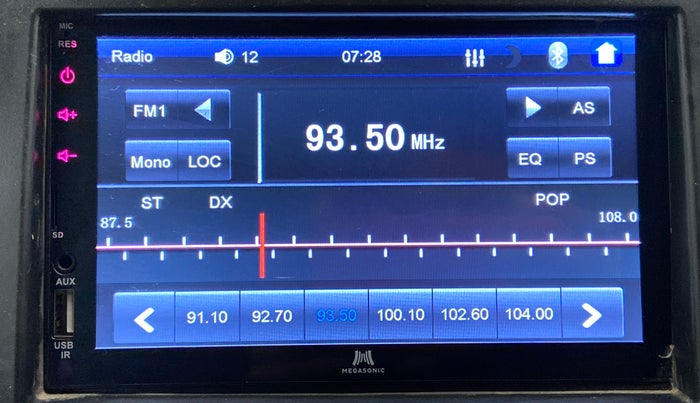 MIC
RES
Radio 12 07:28
FM1
93.50 MHz
AS
Mono LOC
EQ PS
ST DX POP
87.5 108.0
SD
AUX
91.10 92.70 93.50 100.10 102.60 104.00
USB
IR
MEGASONIC